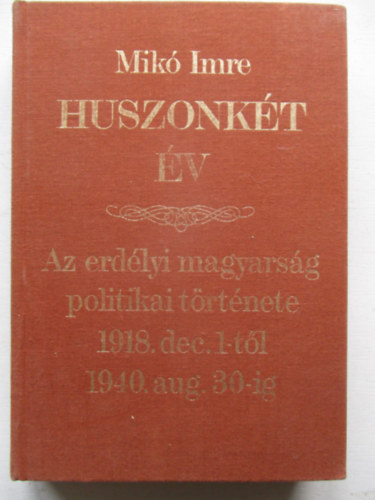 Mikó Imre
HUSZONKÉT
ÉV
Az erdélyi magyarság
politikai története
1918. dec. 1-től
1940. aug. 30-ig